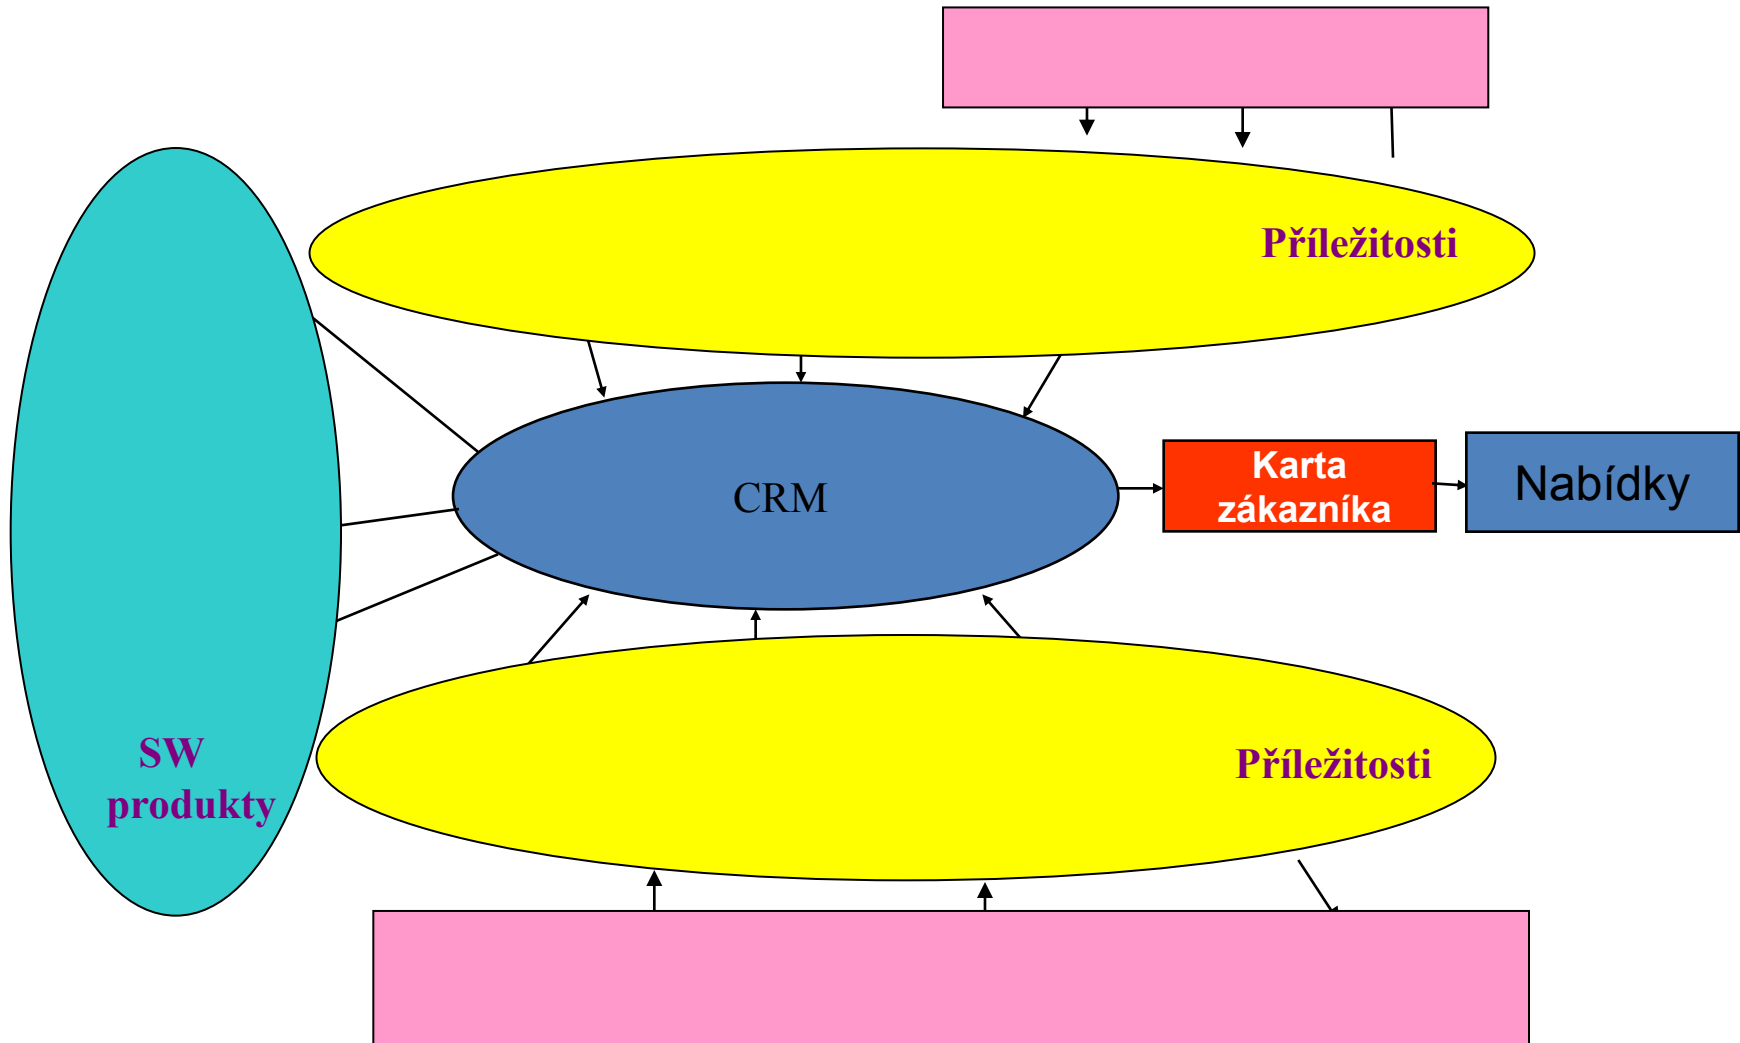 Příležitosti
CRM
Karta
zákazníka
Nabídky
SW
produkty
Příležitosti